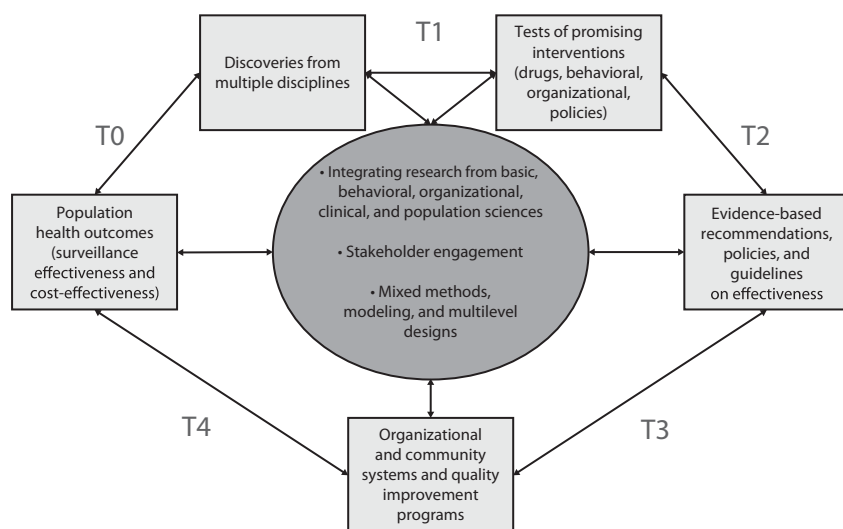 T1
Discoveries from
multiple disciplines
Tests of promising
interventions
(drugs, behavioral,
organizational,
policies)
T0
T2
• Integrating research from basic,
behavioral, organizational,
clinical, and population sciences
• Stakeholder engagement
• Mixed methods,
modeling, and multilevel
designs
Population
health outcomes
(surveillance
effectiveness and
cost-effectiveness)
Evidence-based
recommendations,
policies, and
guidelines
on effectiveness
T4
T3
Organizational
and community
systems and quality
improvement
programs